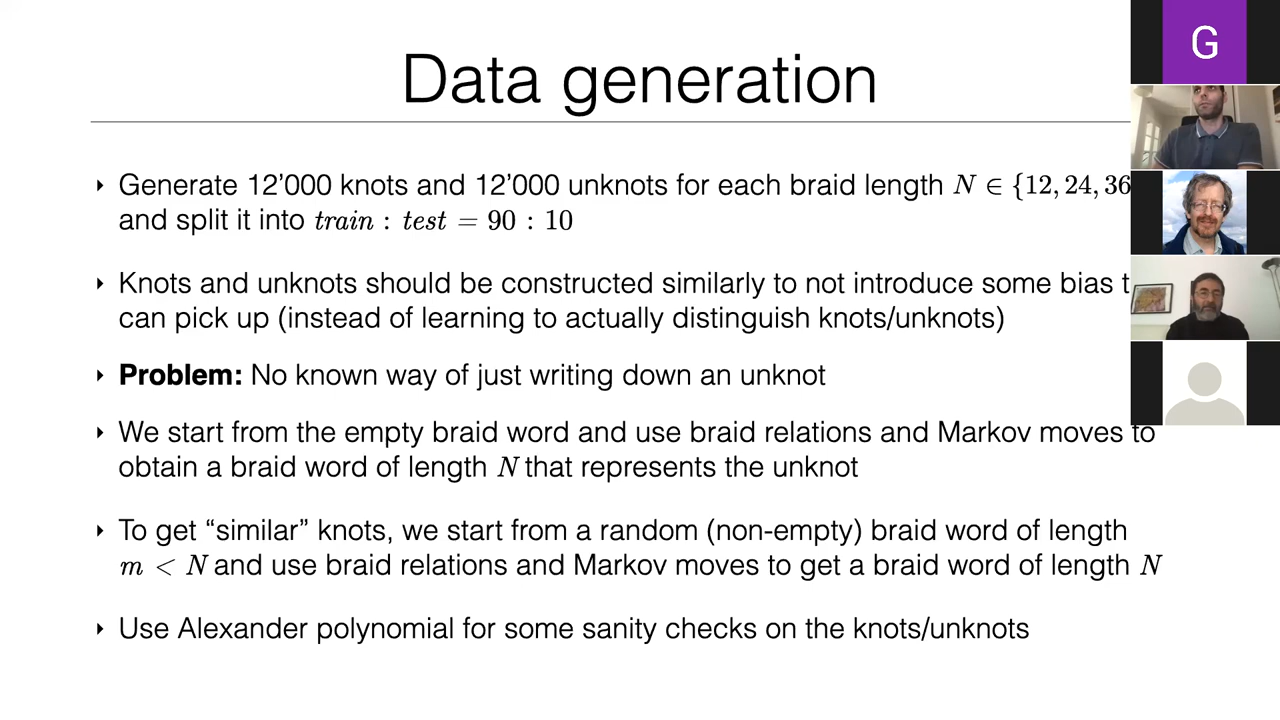 Data generation
G
‣ Generate 12’000 knots and 12’000 unknots for each braid length N ∈ {12, 24, 36
and split it into train : test = 90 : 10
‣ Knots and unknots should be constructed similarly to not introduce some bias t
can pick up (instead of learning to actually distinguish knots/unknots)
‣ Problem: No known way of just writing down an unknot
‣ We start from the empty braid word and use braid relations and Markov moves to
obtain a braid word of length N that represents the unknot
‣ To get “similar” knots, we start from a random (non-empty) braid word of length
m < N and use braid relations and Markov moves to get a braid word of length N
‣ Use Alexander polynomial for some sanity checks on the knots/unknots